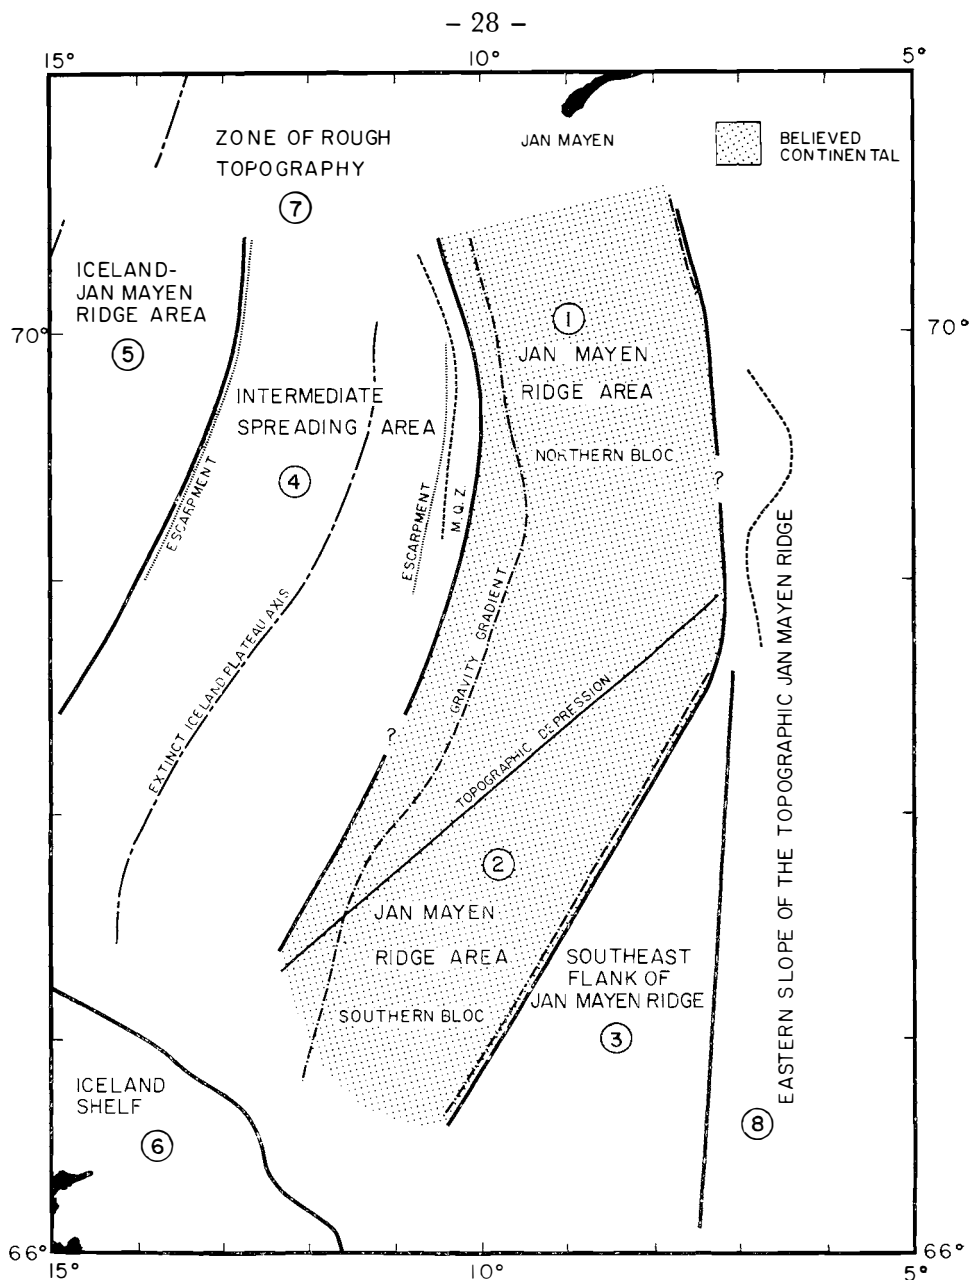 – 28 –
15°
10°
5°
ZONE OF ROUGH
TOPOGRAPHY
7
JAN MAYEN
BELIEVED
CONTINENTAL
ICELAND-
JAN MAYEN
RIDGE AREA
5
70°
70°
1
JAN MAYEN
RIDGE AREA
NORTHERN BLOC
INTERMEDIATE
SPREADING AREA
4
ESCARPMENT
ESCARPMENT
M.Q.Z.
?
EXTINCT ICELAND PLATEAU AXIS
GRAVITY GRADIENT
?
TOPOGRAPHIC DEPRESSION
2
JAN MAYEN
RIDGE AREA
SOUTHERN BLOC
SOUTHEAST
FLANK OF
JAN MAYEN RIDGE
3
EASTERN SLOPE OF THE TOPOGRAPHIC JAN MAYEN RIDGE
8
ICELAND
SHELF
6
66°
66°
15°
10°
5°